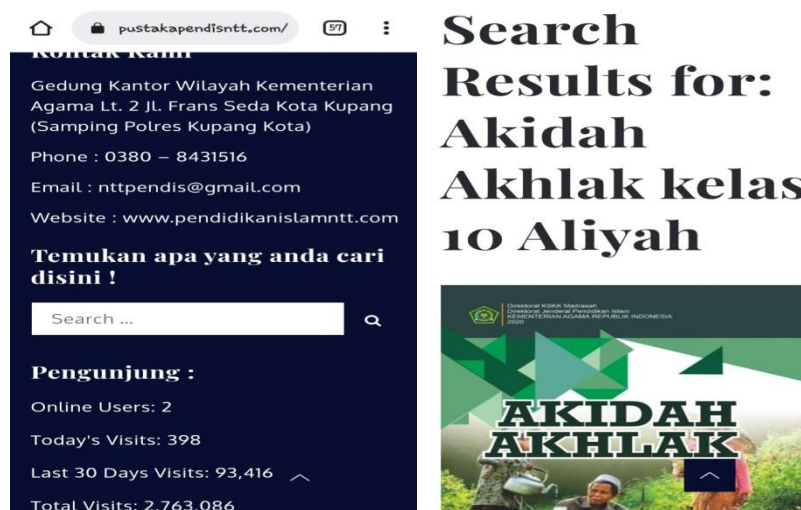 pustakapendisntt.com/
57
Kontak Kami
Gedung Kantor Wilayah Kementerian
Agama Lt. 2 Jl. Frans Seda Kota Kupang
(Samping Polres Kupang Kota)
Phone : 0380 – 8431516
Email : nttpendis@gmail.com
Website : www.pendidikanislamntt.com
Temukan apa yang anda cari
disini !
Search ...
Pengunjung :
Online Users: 2
Today's Visits: 398
Last 30 Days Visits: 93,416
Total Visits: 2,763,086
Search
Results for:
Akidah
Akhlak kelas
10 Aliyah
Direktorat KSKK Madrasah
Direktorat Jenderal Pendidikan Islam
KEMENTERIAN AGAMA REPUBLIK INDONESIA
2020
AKIDAH
AKHLAK